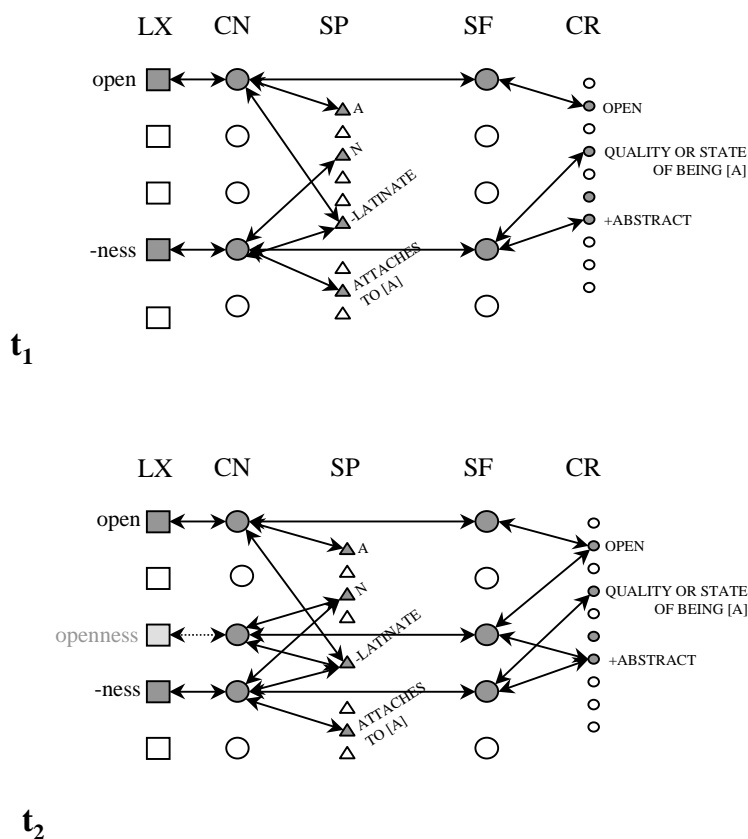 LX CN SP SF CR
open
A
OPEN
N
QUALITY OR STATE
OF BEING [A]
-LATINATE
+ABSTRACT
-ness
ATTACHES
TO [A]
t1
LX CN SP SF CR
open
A
OPEN
N
QUALITY OR STATE
OF BEING [A]
openness
-LATINATE
+ABSTRACT
-ness
ATTACHES
TO [A]
t2